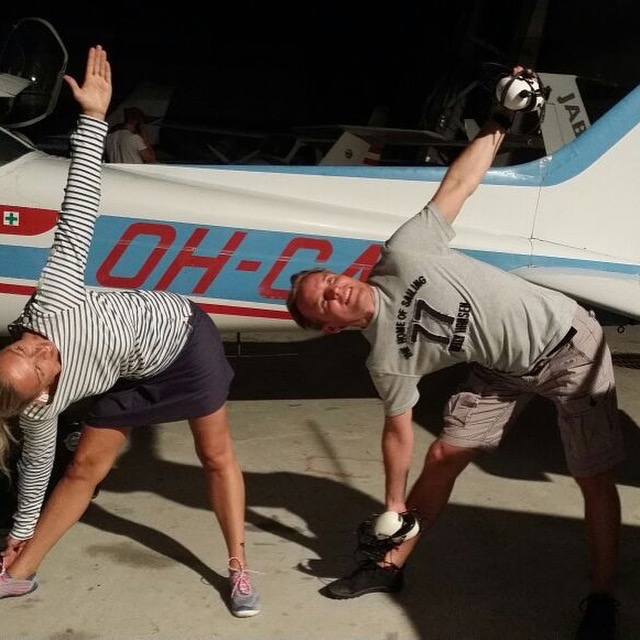 JAB
OH-CA
THE HOME OF SAILING
77